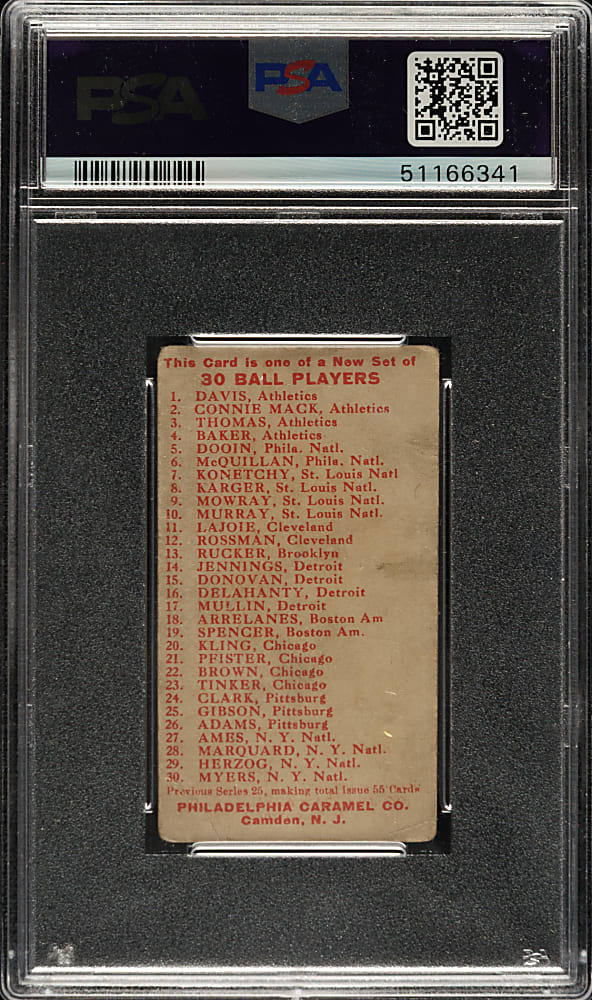 PSA
PSA
51166341
This Card is one of a New Set of
30 BALL PLAYERS
1. DAVIS, Athletics
2. CONNIE MACK, Athletics
3. THOMAS, Athletics
4. BAKER, Athletics
5. DOOIN, Phila. Natl.
6. McQUILLAN, Phila. Natl.
7. KONETCHY, St. Louis Natl
8. KARGER, St. Louis Natl.
9. MOWRAY, St. Louis Natl.
10. MURRAY, St. Louis Natl.
11. LAJOIE, Cleveland
12. ROSSMAN, Cleveland
13. RUCKER, Brooklyn
14. JENNINGS, Detroit
15. DONOVAN, Detroit
16. DELAHANTY, Detroit
17. MULLIN, Detroit
18. ARRELANES, Boston Am
19. SPENCER, Boston Am.
20. KLING, Chicago
21. PFISTER, Chicago
22. BROWN, Chicago
23. TINKER, Chicago
24. CLARK, Pittsburg
25. GIBSON, Pittsburg
26. ADAMS, Pittsburg
27. AMES, N. Y. Natl.
28. MARQUARD, N. Y. Natl.
29. HERZOG, N. Y. Natl.
30. MYERS, N. Y. Natl.
Previous Series 25, making total issue 55 Cards
PHILADELPHIA CARAMEL CO.
Camden, N. J.